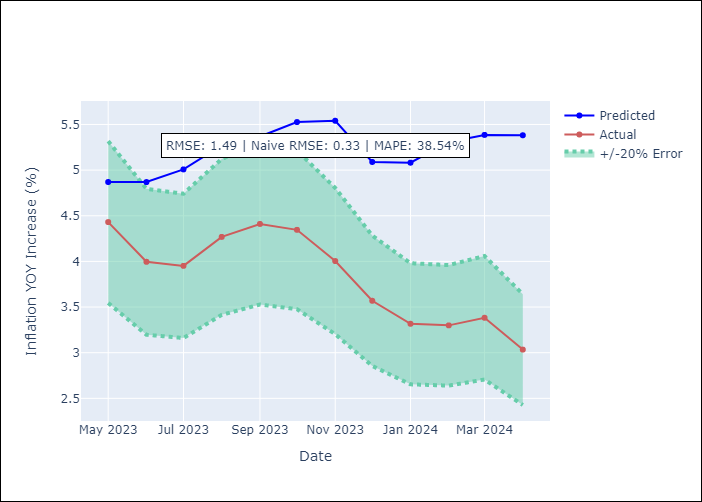 Predicted
Actual
+/-20% Error
RMSE: 1.49 | Naive RMSE: 0.33 | MAPE: 38.54%
5.5
5
4.5
4
3.5
3
2.5
Inflation YOY Increase (%)
May 2023 Jul 2023 Sep 2023 Nov 2023 Jan 2024 Mar 2024
Date